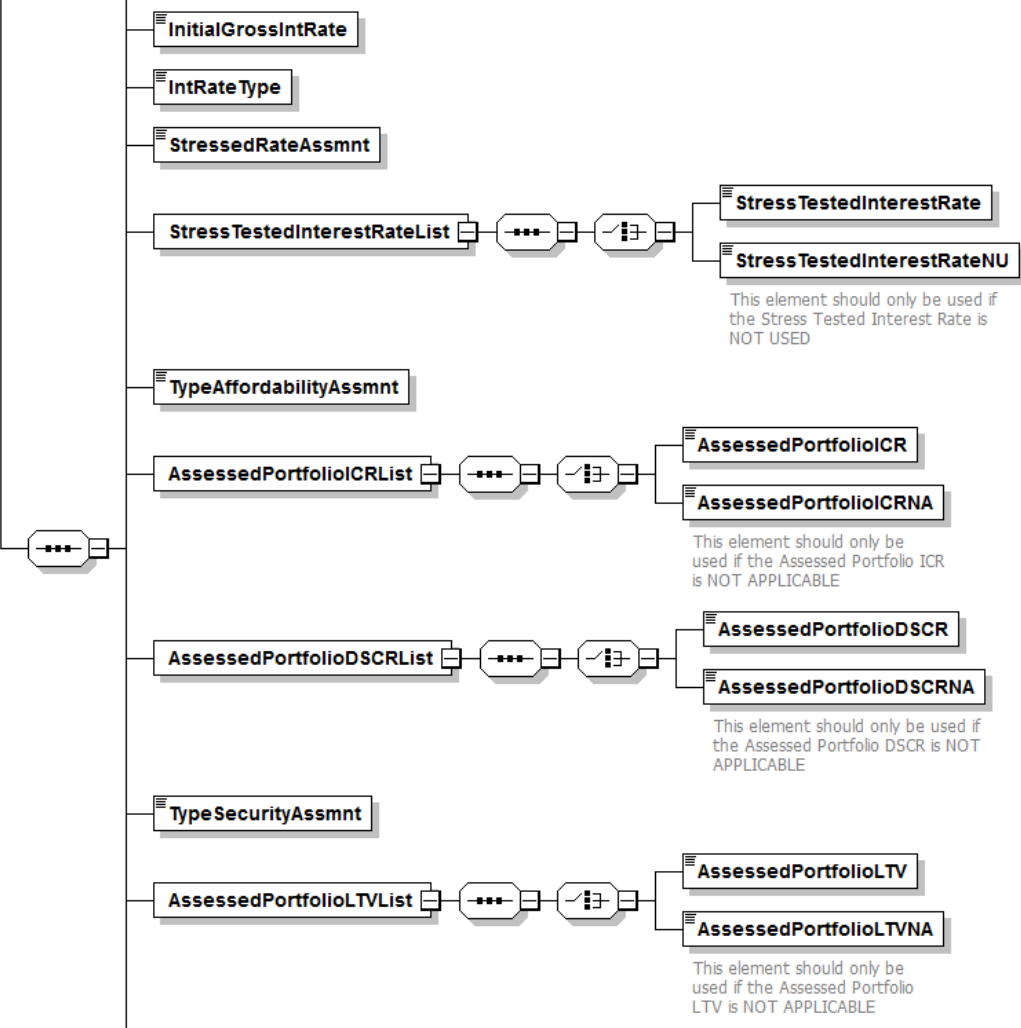 InitialGrossIntRate
IntRateType
StressedRateAssmnt
StressTestedInterestRateList
StressTestedInterestRate
StressTestedInterestRateNU
This element should only be used if
the Stress Tested Interest Rate is
NOT USED
TypeAffordabilityAssmnt
AssessedPortfolioICRList
AssessedPortfolioICR
AssessedPortfolioICRNA
This element should only be
used if the Assessed Portfolio ICR
is NOT APPLICABLE
AssessedPortfolioDSCRList
AssessedPortfolioDSCR
AssessedPortfolioDSCRNA
This element should only be used if
the Assessed Portfolio DSCR is NOT
APPLICABLE
TypeSecurityAssmnt
AssessedPortfolioLTVList
AssessedPortfolioLTV
AssessedPortfolioLTVNA
This element should only be
used if the Assessed Portfolio
LTV is NOT APPLICABLE